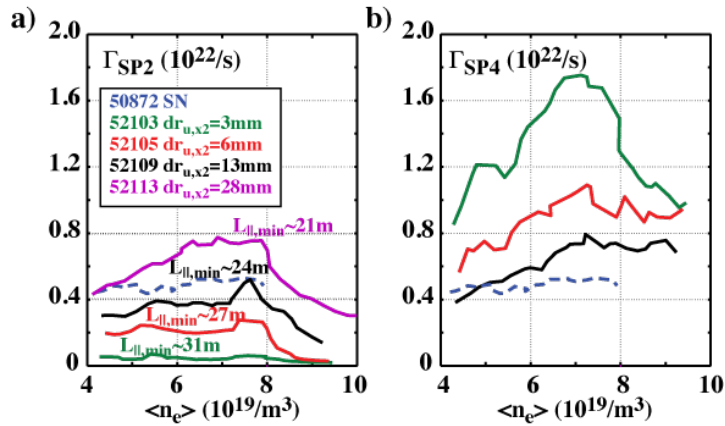 a)
2.0
1.6
1.2
0.8
0.4
0
Γ_SP2 (10^22/s)
50872 SN
52103 dr_u,x2=3mm
52105 dr_u,x2=6mm
52109 dr_u,x2=13mm
52113 dr_u,x2=28mm
L_||,min~21m
L_||,min~24m
L_||,min~27m
L_||,min~31m
4 6 8 10
<n_e> (10^19/m^3)
b)
2.0
1.6
1.2
0.8
0.4
0
Γ_SP4 (10^22/s)
4 6 8 10
<n_e> (10^19/m^3)